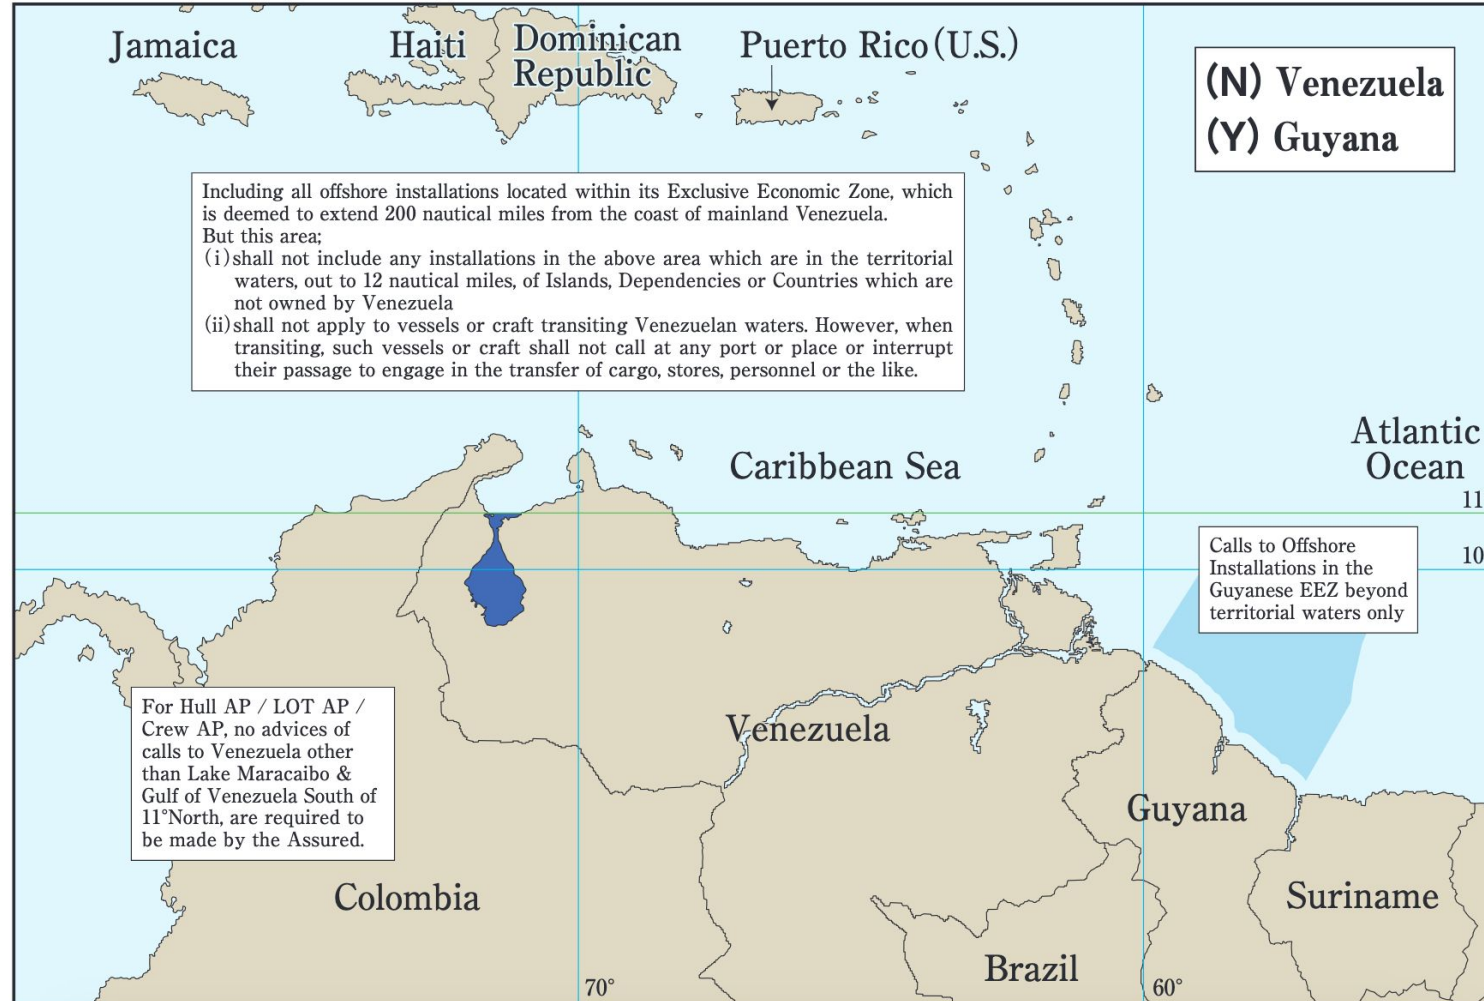 Jamaica
Haiti
Dominican
Republic
Puerto Rico (U.S.)
(N) Venezuela
(Y) Guyana
Including all offshore installations located within its Exclusive Economic Zone, which
is deemed to extend 200 nautical miles from the coast of mainland Venezuela.
But this area;
(i) shall not include any installations in the above area which are in the territorial
waters, out to 12 nautical miles, of Islands, Dependencies or Countries which are
not owned by Venezuela
(ii) shall not apply to vessels or craft transiting Venezuelan waters. However, when
transiting, such vessels or craft shall not call at any port or place or interrupt
their passage to engage in the transfer of cargo, stores, personnel or the like.
Caribbean Sea
Atlantic
Ocean
11
10
Calls to Offshore
Installations in the
Guyanese EEZ beyond
territorial waters only
For Hull AP / LOT AP /
Crew AP, no advices of
calls to Venezuela other
than Lake Maracaibo &
Gulf of Venezuela South of
11°North, are required to
be made by the Assured.
Venezuela
Guyana
Colombia
Suriname
Brazil
70°
60°